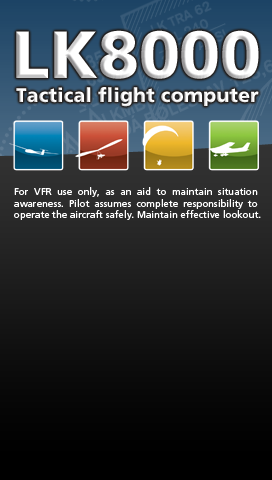 LK8000
Tactical flight computer
For VFR use only, as an aid to maintain situation
awareness. Pilot assumes complete responsibility to
operate the aircraft safely. Maintain effective lookout.